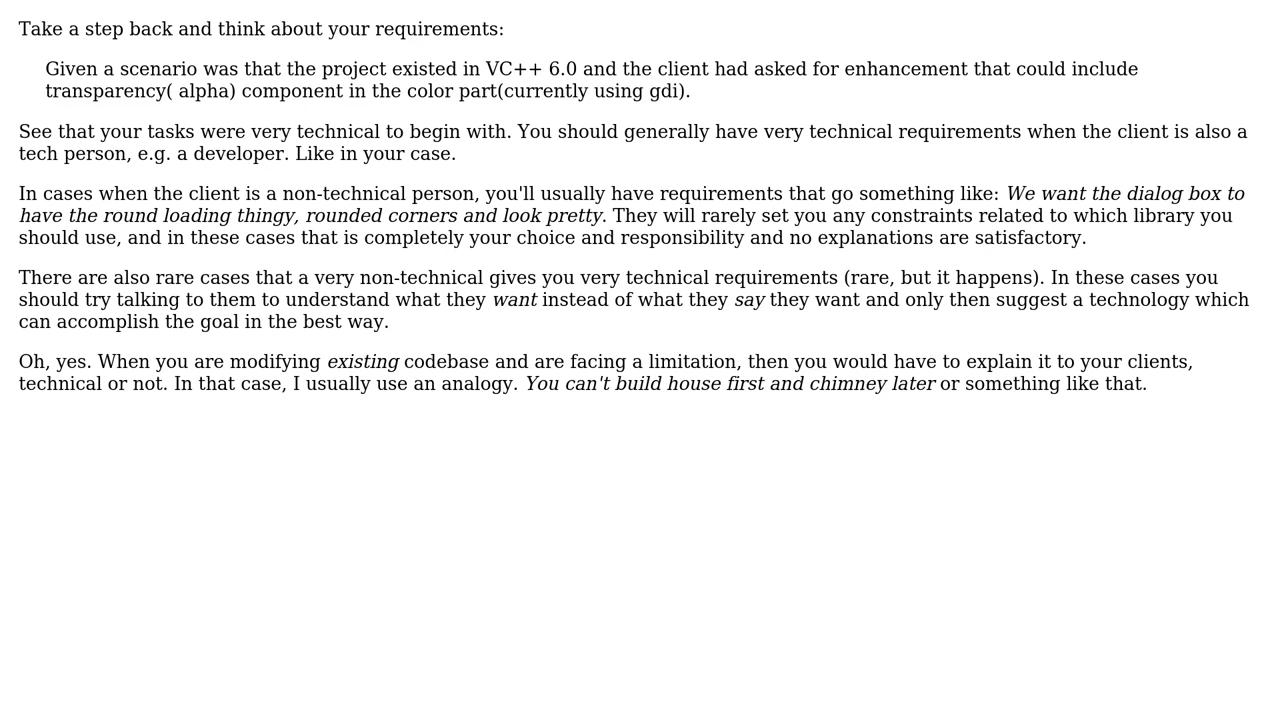 Take a step back and think about your requirements:
Given a scenario was that the project existed in VC++ 6.0 and the client had asked for enhancement that could include
transparency( alpha) component in the color part(currently using gdi).
See that your tasks were very technical to begin with. You should generally have very technical requirements when the client is also a
tech person, e.g. a developer. Like in your case.
In cases when the client is a non-technical person, you'll usually have requirements that go something like: We want the dialog box to
have the round loading thingy, rounded corners and look pretty. They will rarely set you any constraints related to which library you
should use, and in these cases that is completely your choice and responsibility and no explanations are satisfactory.
There are also rare cases that a very non-technical gives you very technical requirements (rare, but it happens). In these cases you
should try talking to them to understand what they want instead of what they say they want and only then suggest a technology which
can accomplish the goal in the best way.
Oh, yes. When you are modifying existing codebase and are facing a limitation, then you would have to explain it to your clients,
technical or not. In that case, I usually use an analogy. You can't build house first and chimney later or something like that.